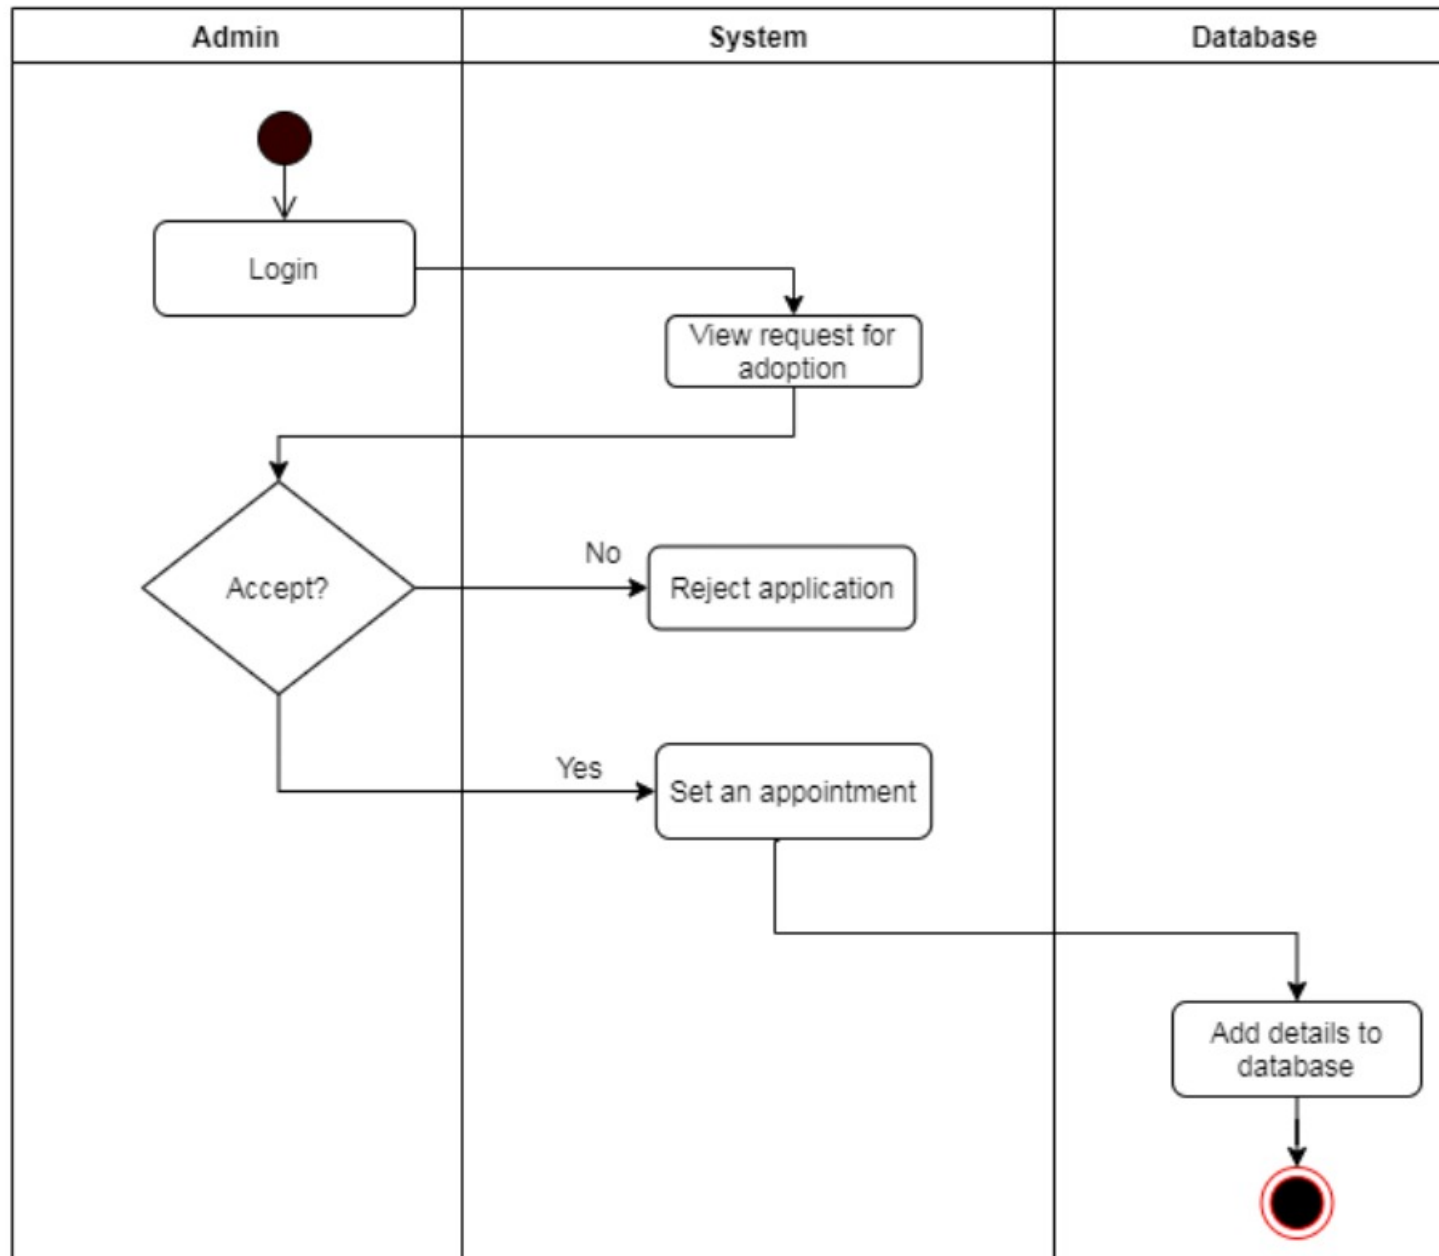 Admin
System
Database
Login
View request for
adoption
Accept?
No
Reject application
Yes
Set an appointment
Add details to
database